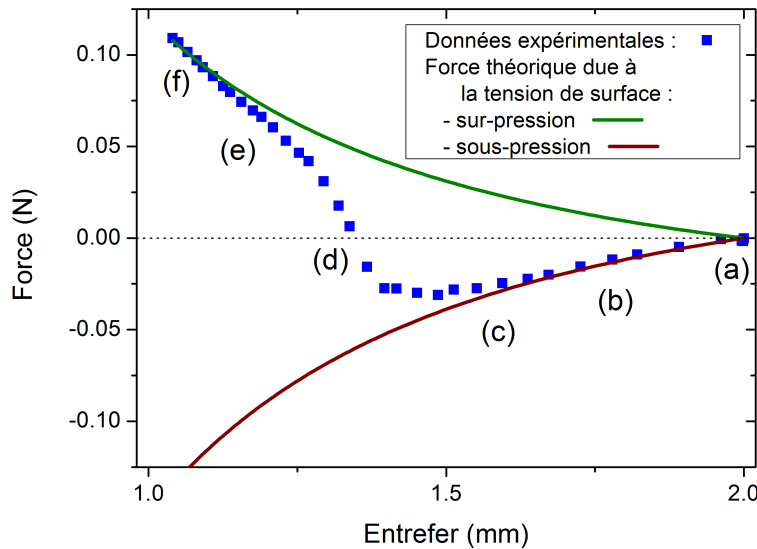 Données expérimentales :
Force théorique due à
la tension de surface :
- sur-pression
- sous-pression
0.10
0.05
0.00
-0.05
-0.10
Force (N)
(f)
(e)
(d)
(c)
(b)
(a)
1.0
1.5
2.0
Entrefer (mm)